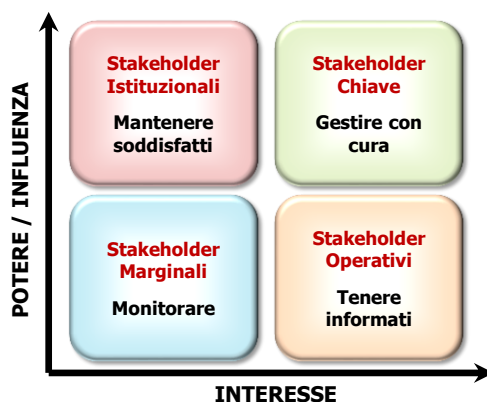 POTERE / INFLUENZA
Stakeholder
Istituzionali
Mantenere
soddisfatti
Stakeholder
Chiave
Gestire con
cura
Stakeholder
Marginali
Monitorare
Stakeholder
Operativi
Tenere
informati
INTERESSE